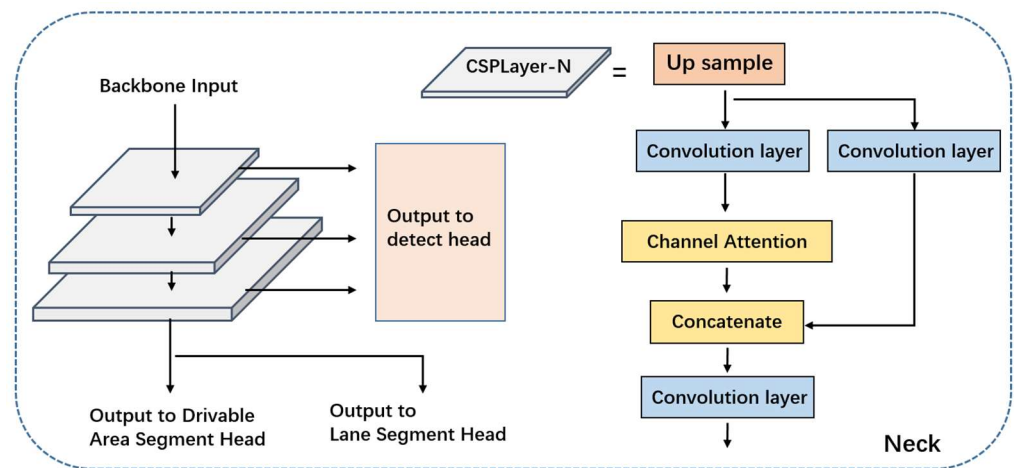 Backbone Input
Output to
detect head
Output to Drivable
Area Segment Head
Output to
Lane Segment Head
CSPLayer-N
=
Up sample
Convolution layer
Convolution layer
Channel Attention
Concatenate
Convolution layer
Neck